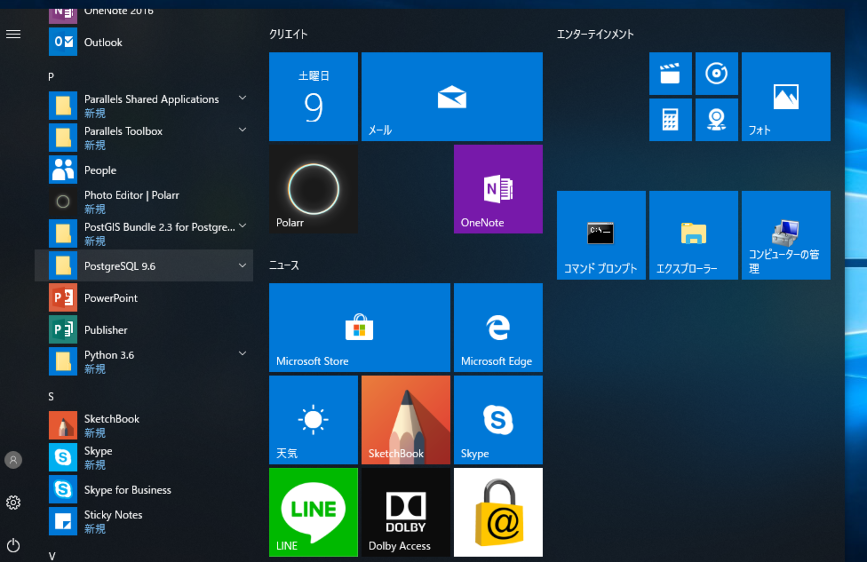 OneNote 2016
Outlook
P
Parallels Shared Applications
新規
Parallels Toolbox
新規
People
Photo Editor | Polarr
新規
PostGIS Bundle 2.3 for Postgre...
新規
PostgreSQL 9.6
PowerPoint
Publisher
Python 3.6
新規
S
SketchBook
新規
Skype
新規
Skype for Business
Sticky Notes
新規
V
クリエイト
土曜日
9
メール
Polarr
OneNote
ニュース
Microsoft Store
Microsoft Edge
天気
SketchBook
Skype
LINE
LINE
DOLBY
Dolby Access
エンターテインメント
フォト
コマンド プロンプト
エクスプローラー
コンピューターの管
理